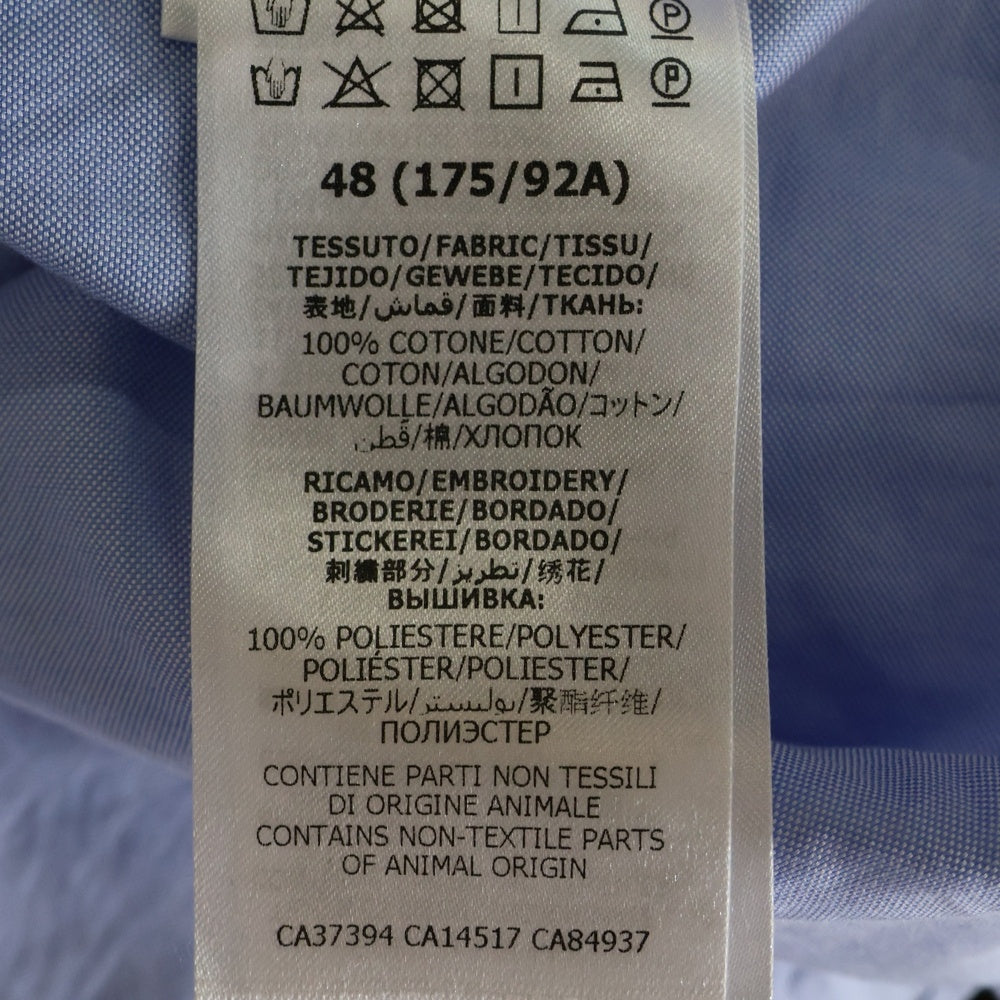 P
P
48 (175/92A)
TESSUTO/FABRIC/TISSU/
TEJIDO/GEWEBE/TECIDO/
表地/قماش/面料/ТКАНЬ:
100% COTONE/COTTON/
COTON/ALGODON/
BAUMWOLLE/ALGODÃO/コットン/
قطن/棉/ХЛОПОК
RICAMO/EMBROIDERY/
BRODERIE/BORDADO/
STICKEREI/BORDADO/
刺繍部分/تطريز/绣花/
ВЫШИВКА:
100% POLIESTERE/POLYESTER/
POLIÉSTER/POLIESTER/
ポリエステル/بوليستر/聚酯纤维/
ПОЛИЭСТЕР
CONTIENE PARTI NON TESSILI
DI ORIGINE ANIMALE
CONTAINS NON-TEXTILE PARTS
OF ANIMAL ORIGIN
CA37394 CA14517 CA84937